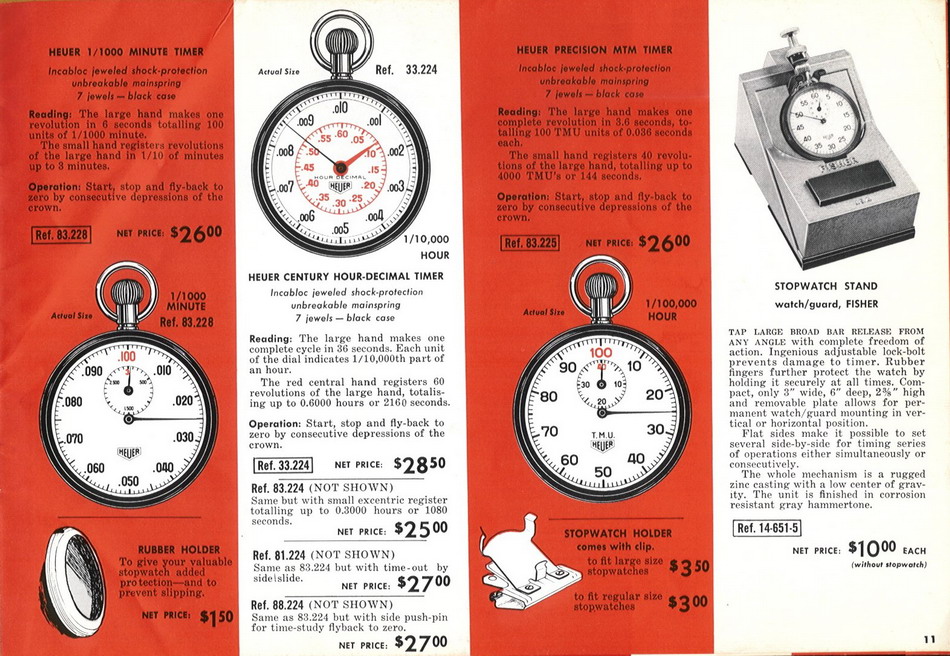 HEUER 1/1000 MINUTE TIMER
Incabloc jeweled shock-protection
unbreakable mainspring
7 jewels — black case
Reading: The large hand makes one
revolution in 6 seconds totalling 100
units of 1/1000 minute.
The small hand registers revolutions
of the large hand in 1/10 of minutes
up to 3 minutes.
Operation: Start, stop and fly-back to
zero by consecutive depressions of the
crown.
Ref. 83.228
NET PRICE: $26⁰⁰
Actual Size
1/1000
MINUTE
Ref. 83.228
.100
.010
.020
.030
.040
.050
.060
.070
.080
.090
HEUER
RUBBER HOLDER
To give your valuable
stopwatch added
protection—and to
prevent slipping.
NET PRICE: $1⁵⁰
Actual Size
Ref. 33.224
.010
.001
.002
.003
.004
.005
.006
.007
.008
.009
.60
.05
.10
.15
.20
.25
.30
.35
.40
.45
.50
.55
HOUR DECIMAL
HEUER
1/10,000
HOUR
HEUER CENTURY HOUR-DECIMAL TIMER
Incabloc jeweled shock-protection
unbreakable mainspring
7 jewels — black case
Reading: The large hand makes one
complete cycle in 36 seconds. Each unit
of the dial indicates 1/10,000th part of
an hour.
The red central hand registers 60
revolutions of the large hand, totalis-
ing up to 0.6000 hours or 2160 seconds.
Operation: Start, stop and fly-back to
zero by consecutive depressions of the
crown.
Ref. 33.224
NET PRICE: $28⁵⁰
Ref. 83.224 (NOT SHOWN)
Same but with small excentric register
totalling up to 0.3000 hours or 1080
seconds.
NET PRICE: $25⁰⁰
Ref. 81.224 (NOT SHOWN)
Same as 83.224 but with time-out by
side slide.
NET PRICE: $27⁰⁰
Ref. 88.224 (NOT SHOWN)
Same as 83.224 but with side push-pin
for time-study flyback to zero.
NET PRICE: $27⁰⁰
HEUER PRECISION MTM TIMER
Incabloc jeweled shock-protection
unbreakable mainspring
7 jewels — black case
Reading: The large hand makes one
complete revolution in 3.6 seconds, to-
talling 100 TMU units of 0.036 seconds
each.
The small hand registers 40 revolu-
tions of the large hand, totalling up to
4000 TMU's or 144 seconds.
Operation: Start, stop and fly-back to
zero by consecutive depressions of the
crown.
Ref. 83.225
NET PRICE: $26⁰⁰
Actual Size
1/100,000
HOUR
100
10
20
30
40
50
60
70
80
90
30
10
20
T.M.U.
HEUER
STOPWATCH HOLDER
comes with clip.
to fit large size
stopwatches
$3⁵⁰
to fit regular size
stopwatches
$3⁰⁰
STOPWATCH STAND
watch/guard, FISHER
TAP LARGE BROAD BAR RELEASE FROM
ANY ANGLE with complete freedom of
action. Ingenious adjustable lock-bolt
prevents damage to timer. Rubber
fingers further protect the watch by
holding it securely at all times. Com-
pact, only 3" wide, 6" deep, 2⅜" high
and removable plate allows for per-
manent watch/guard mounting in ver-
tical or horizontal position.
Flat sides make it possible to set
several side-by-side for timing series
of operations either simultaneously or
consecutively.
The whole mechanism is a rugged
zinc casting with a low center of grav-
ity. The unit is finished in corrosion
resistant gray hammertone.
Ref. 14-651-5
NET PRICE: $10⁰⁰ EACH
(without stopwatch)
11